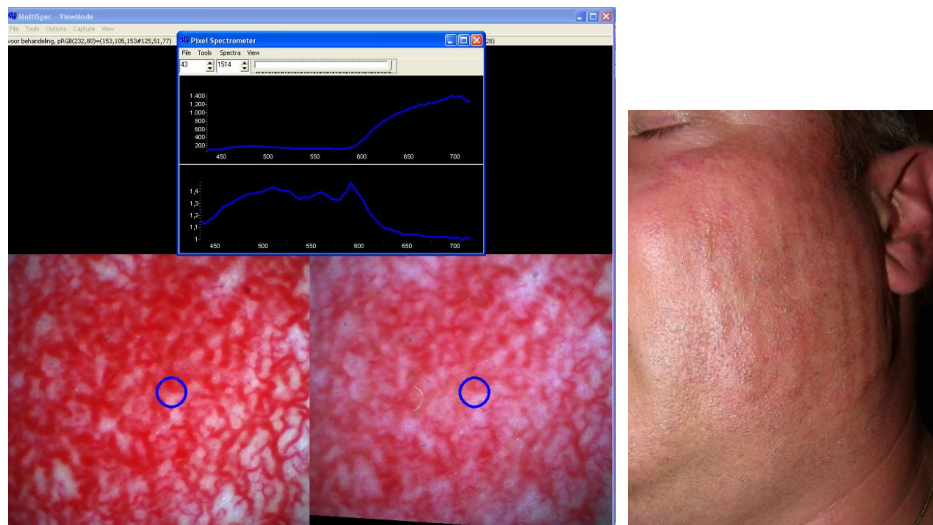 MultiSpec - ViewMode
File Tools Options Capture View
voor behandeling, pRGB(232,80)=(153,105,153#125,51,77)
28)
Pixel Spectrometer
File Tools Spectra View
43 1514
1.400
1.200
1.000
800
600
400
200
450 500 550 600 650 700
1,4
1,3
1,2
1,1
1
450 500 550 600 650 700